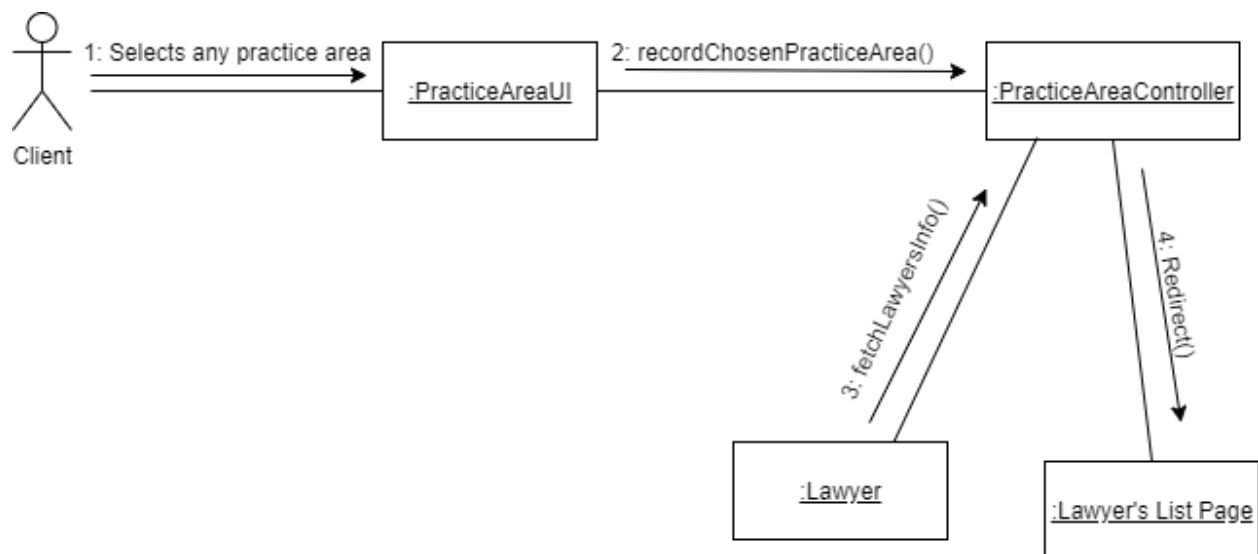 1: Selects any practice area
2: recordChosenPracticeArea()
:PracticeAreaUI
:PracticeAreaController
Client
3: fetchLawyersInfo()
4: Redirect()
:Lawyer
:Lawyer's List Page